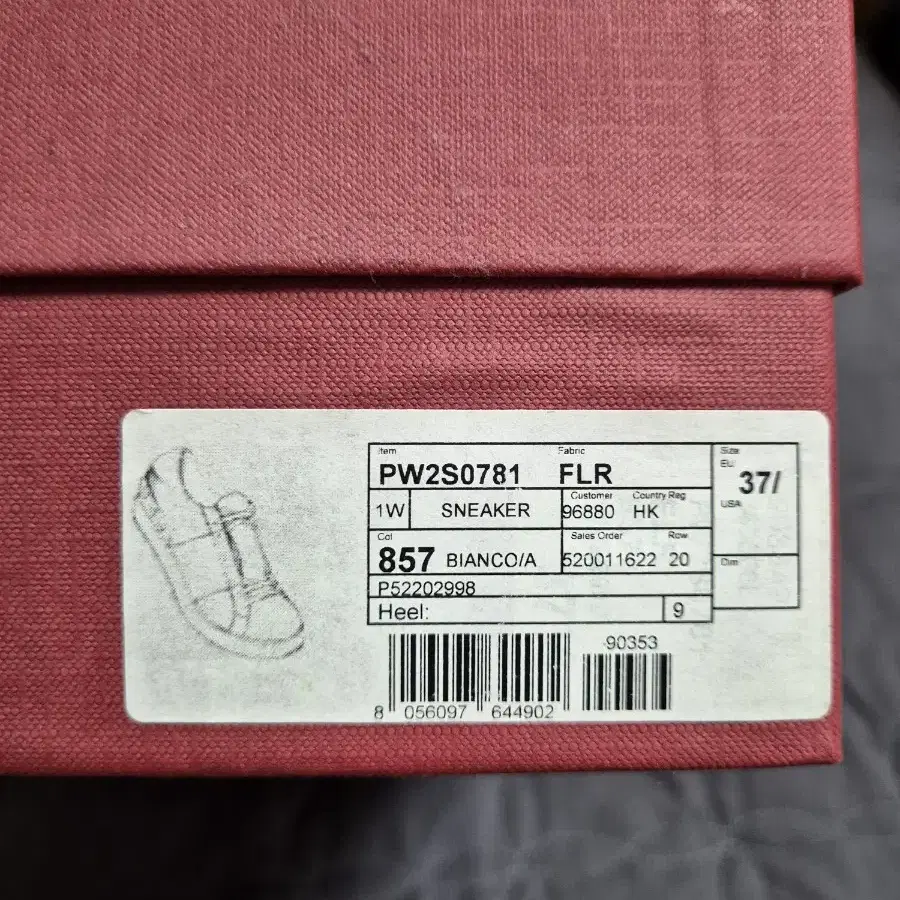 Item Fabric Size
PW2S0781 FLR EU 37/
Customer Country Reg
1W SNEAKER 96880 HK USA
Col Sales Order Row
857 BIANCO/A 520011622 20 Dim
P52202998
Heel: 9
90353
8 056097 644902